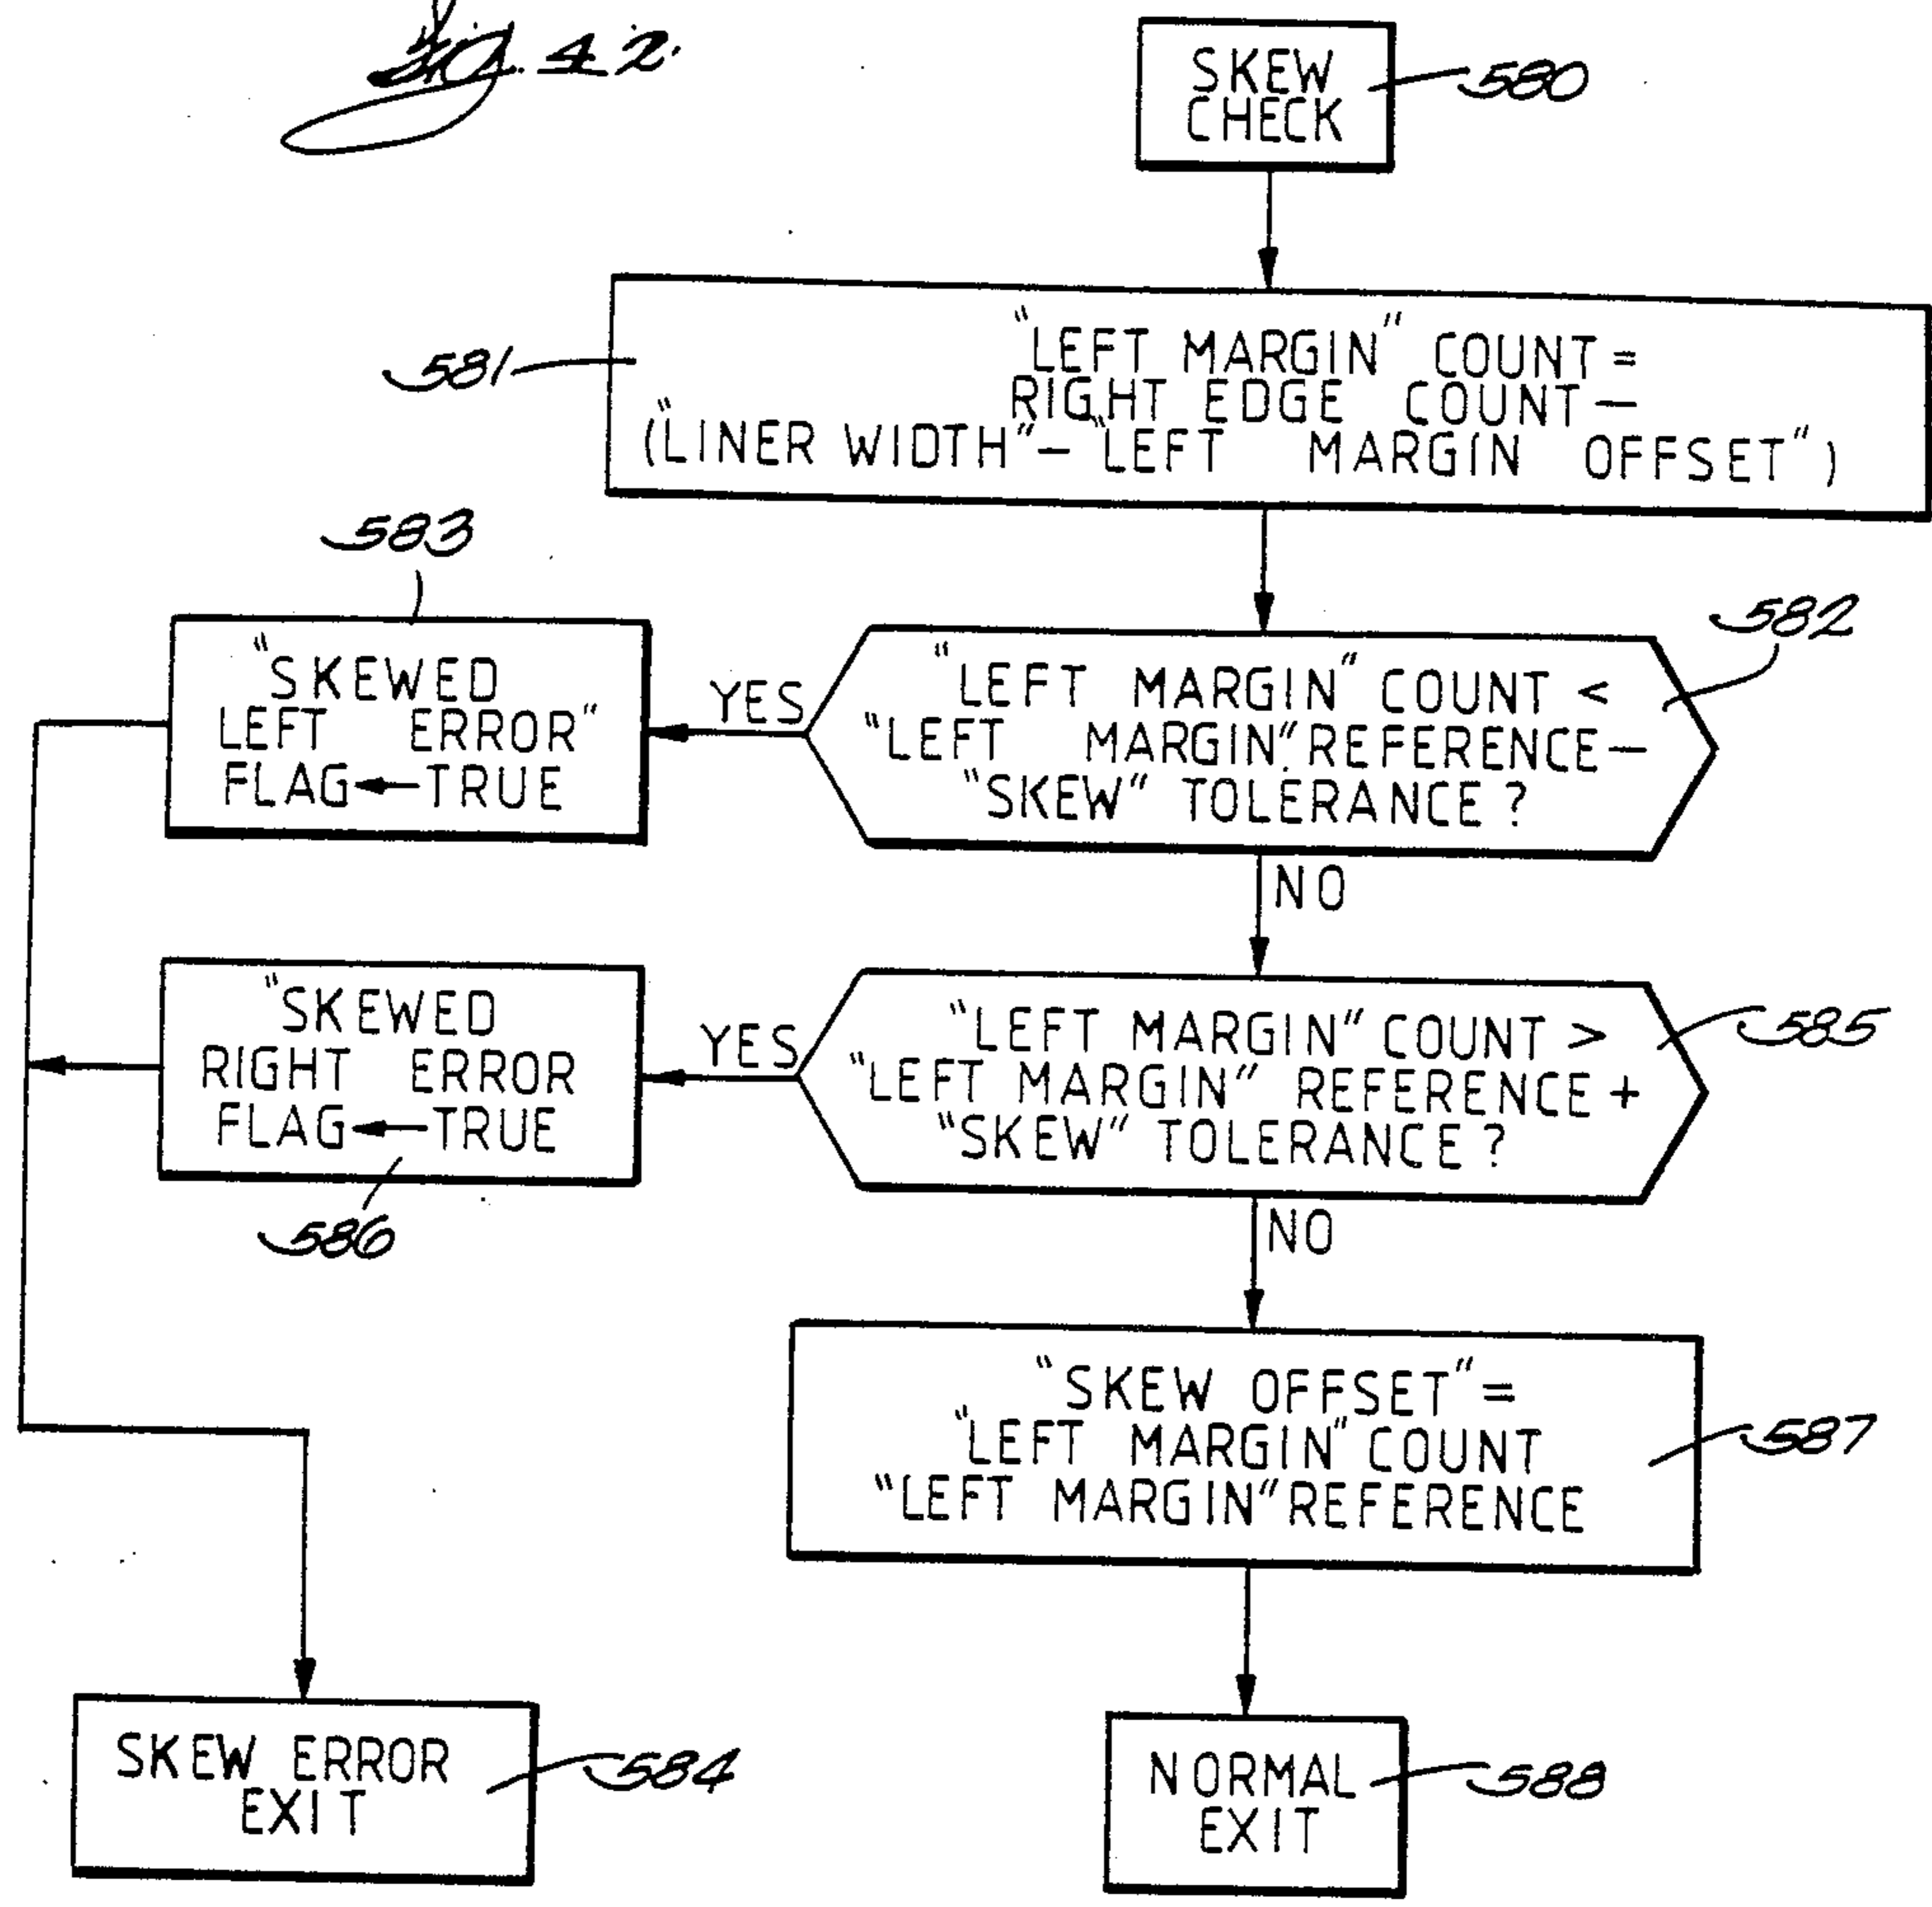 Fig. 42.
SKEW
CHECK
580
"LEFT MARGIN" COUNT=
RIGHT EDGE COUNT—
("LINER WIDTH"—"LEFT MARGIN OFFSET")
581
"LEFT MARGIN" COUNT <
"LEFT MARGIN" REFERENCE—
"SKEW" TOLERANCE?
582
YES
NO
583
"SKEWED
LEFT ERROR"
FLAG←TRUE
"LEFT MARGIN" COUNT >
"LEFT MARGIN" REFERENCE +
"SKEW" TOLERANCE?
585
YES
NO
"SKEWED
RIGHT ERROR
FLAG←TRUE
586
"SKEW OFFSET"=
"LEFT MARGIN" COUNT
"LEFT MARGIN" REFERENCE
587
SKEW ERROR
EXIT
584
NORMAL
EXIT
588